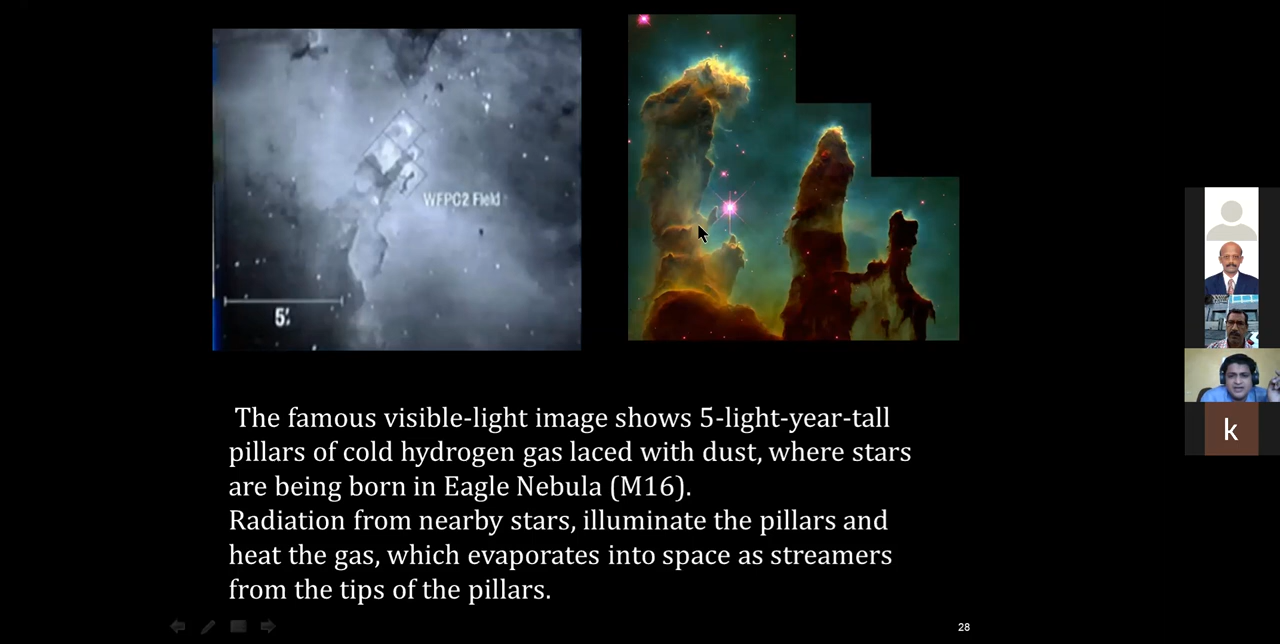 WFPC2 Field
5'
The famous visible-light image shows 5-light-year-tall
pillars of cold hydrogen gas laced with dust, where stars
are being born in Eagle Nebula (M16).
Radiation from nearby stars, illuminate the pillars and
heat the gas, which evaporates into space as streamers
from the tips of the pillars.
28
k